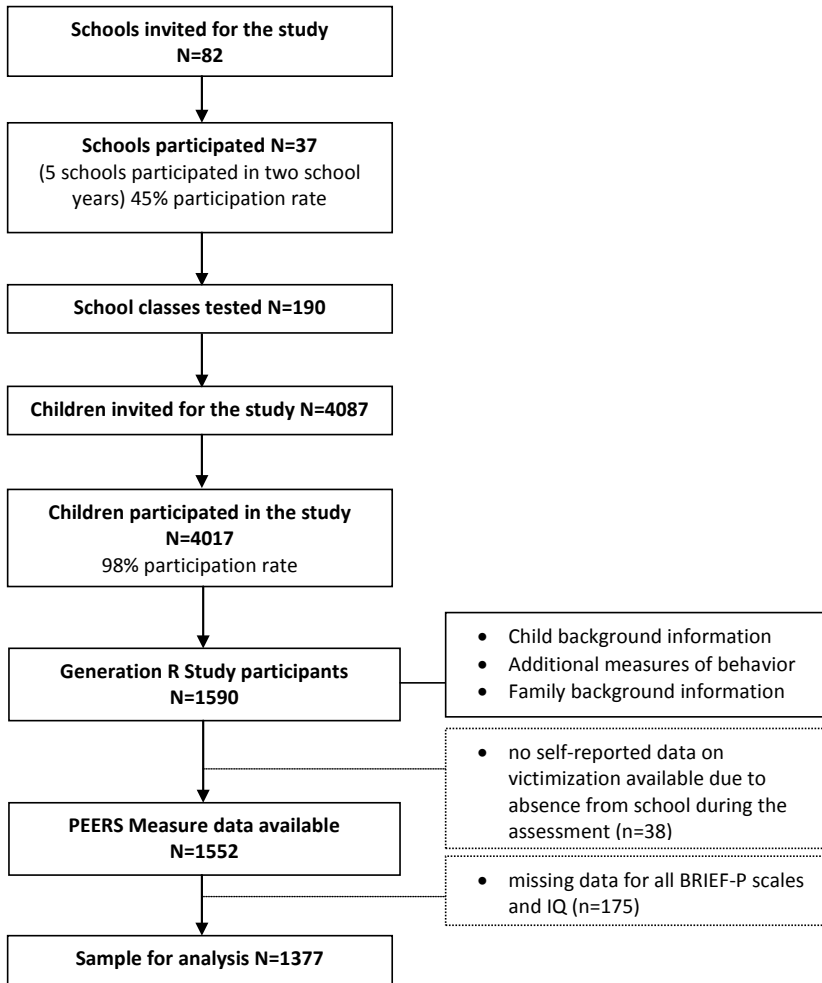 Schools invited for the study
N=82
Schools participated N=37
(5 schools participated in two school
years) 45% participation rate
School classes tested N=190
Children invited for the study N=4087
Children participated in the study
N=4017
98% participation rate
Generation R Study participants
N=1590
• Child background information
• Additional measures of behavior
• Family background information
• no self-reported data on
victimization available due to
absence from school during the
assessment (n=38)
PEERS Measure data available
N=1552
• missing data for all BRIEF-P scales
and IQ (n=175)
Sample for analysis N=1377